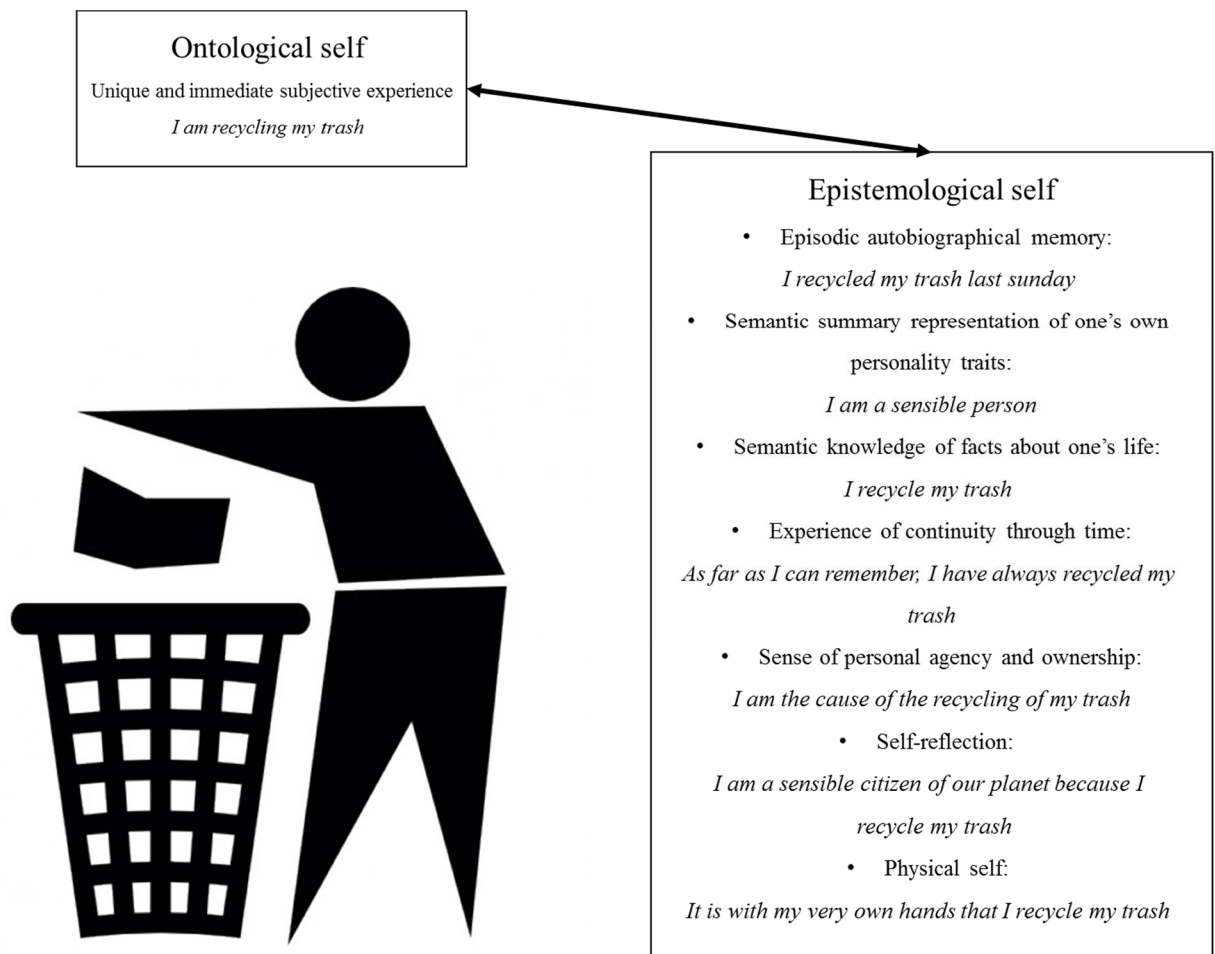 Ontological self
Unique and immediate subjective experience
I am recycling my trash
Epistemological self
• Episodic autobiographical memory:
I recycled my trash last sunday
• Semantic summary representation of one's own
personality traits:
I am a sensible person
• Semantic knowledge of facts about one's life:
I recycle my trash
• Experience of continuity through time:
As far as I can remember, I have always recycled my
trash
• Sense of personal agency and ownership:
I am the cause of the recycling of my trash
• Self-reflection:
I am a sensible citizen of our planet because I
recycle my trash
• Physical self:
It is with my very own hands that I recycle my trash